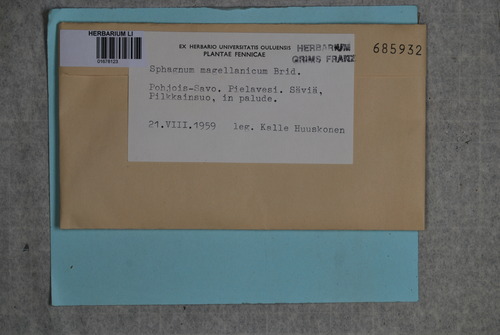 HERBARIUM LI
01678123
EX HERBARIO UNIVERSITATIS OULUENSIS
PLANTAE FENNICAE
HERBARIUM
GRIMS FRANZ
685932
Sphagnum magellanicum Brid.
Pohjois-Savo. Pielavesi. Säviä,
Pilkkainsuo, in palude.
21.VIII.1959 leg. Kalle Huuskonen